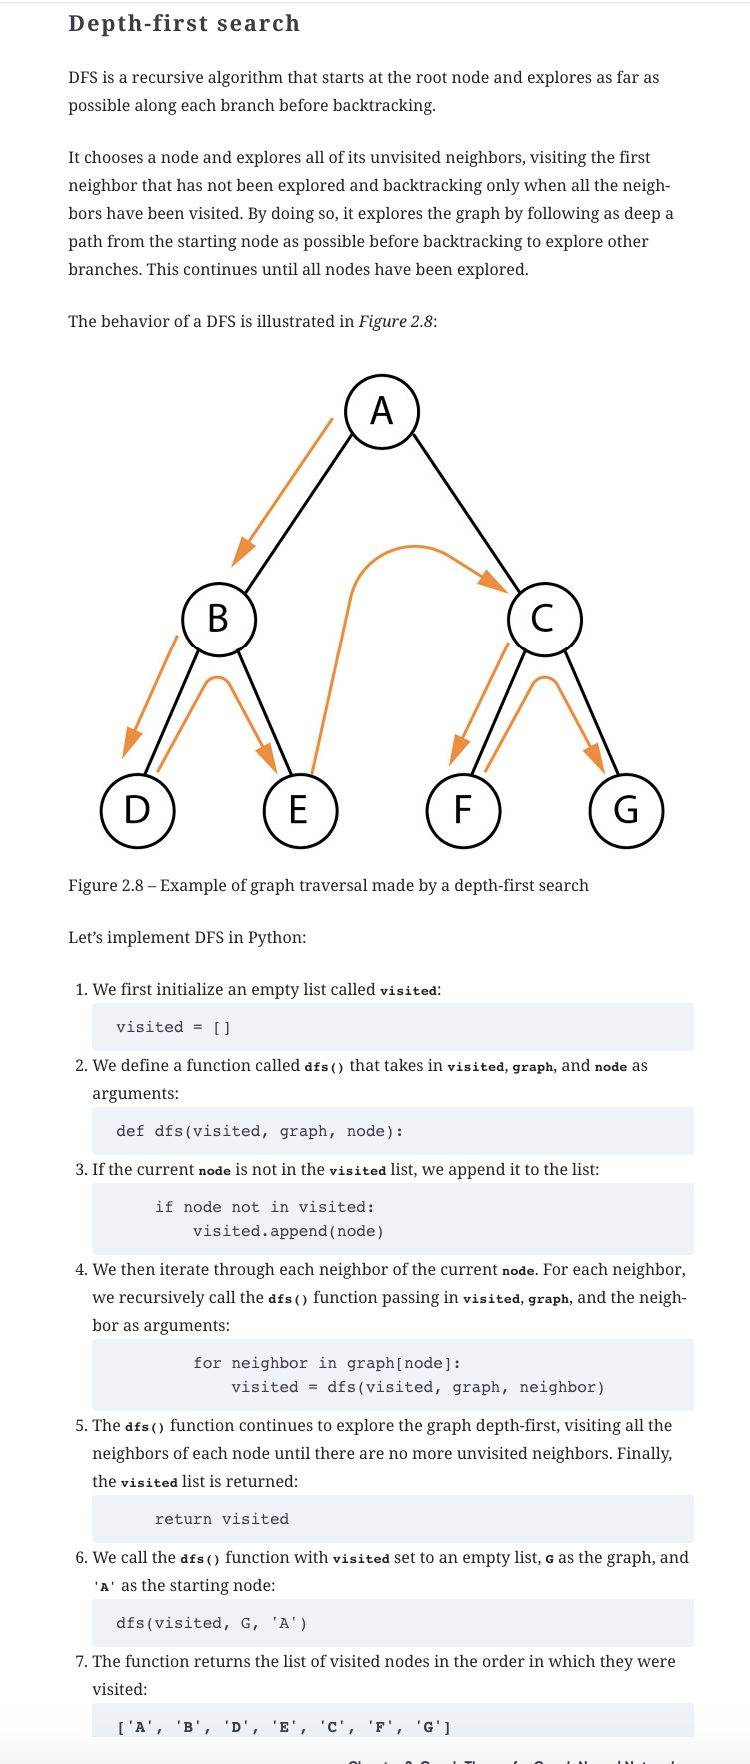 Depth-first search
DFS is a recursive algorithm that starts at the root node and explores as far as
possible along each branch before backtracking.
It chooses a node and explores all of its unvisited neighbors, visiting the first
neighbor that has not been explored and backtracking only when all the neigh-
bors have been visited. By doing so, it explores the graph by following as deep a
path from the starting node as possible before backtracking to explore other
branches. This continues until all nodes have been explored.
The behavior of a DFS is illustrated in Figure 2.8:
A
B C
D E F G
Figure 2.8 – Example of graph traversal made by a depth-first search
Let’s implement DFS in Python:
1. We first initialize an empty list called visited:
visited = []
2. We define a function called dfs() that takes in visited, graph, and node as
arguments:
def dfs(visited, graph, node):
3. If the current node is not in the visited list, we append it to the list:
if node not in visited:
visited.append(node)
4. We then iterate through each neighbor of the current node. For each neighbor,
we recursively call the dfs() function passing in visited, graph, and the neigh-
bor as arguments:
for neighbor in graph[node]:
visited = dfs(visited, graph, neighbor)
5. The dfs() function continues to explore the graph depth-first, visiting all the
neighbors of each node until there are no more unvisited neighbors. Finally,
the visited list is returned:
return visited
6. We call the dfs() function with visited set to an empty list, G as the graph, and
'A' as the starting node:
dfs(visited, G, 'A')
7. The function returns the list of visited nodes in the order in which they were
visited:
['A', 'B', 'D', 'E', 'C', 'F', 'G']